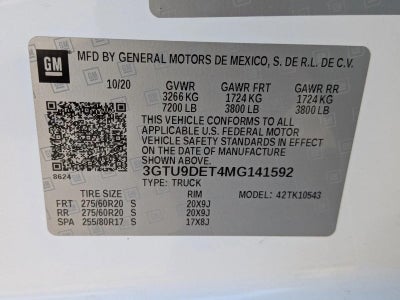 GM
MFD BY GENERAL MOTORS DE MEXICO, S. DE R.L. DE C.V.
10/20 GVWR GAWR FRT GAWR RR
3266 KG 1724 KG 1724 KG
7200 LB 3800 LB 3800 LB
THIS VEHICLE CONFORMS TO ALL
APPLICABLE U.S. FEDERAL MOTOR
VEHICLE SAFETY STANDARDS IN EFFECT
ON THE DATE OF MANUFACTURE
SHOWN ABOVE.
8624 3GTU9DET4MG141592
TYPE: TRUCK
TIRE SIZE RIM MODEL: 42TK10543
FRT 275/60R20 S 20X9J
RR 275/60R20 S 20X9J
SPA 255/80R17 S 17X8J